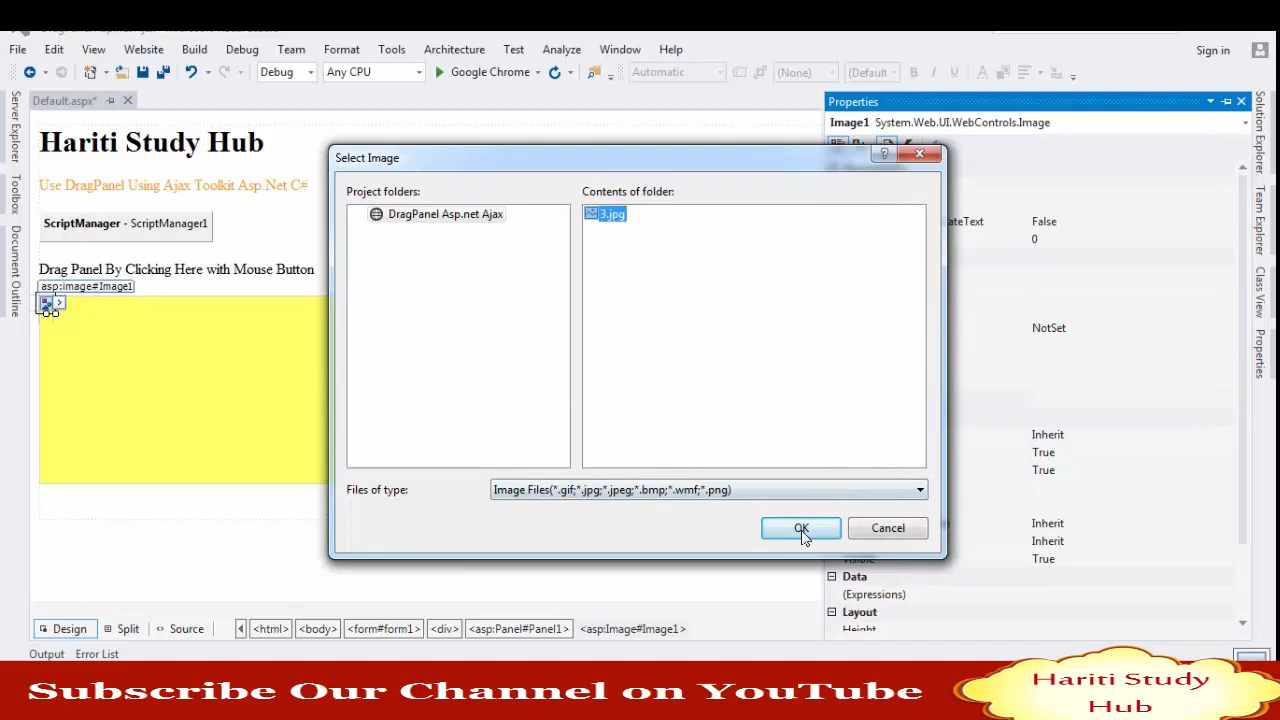 File Edit View Website Build Debug Team Format Tools Architecture Test Analyze Window Help
Sign in
Debug Any CPU Google Chrome Automatic (None) (Default B I U A
Default.aspx*
Properties
Image1 System.Web.UI.WebControls.Image
Server Explorer
Toolbox
Document Outline
Hariti Study Hub
Use DragPanel Using Ajax Toolkit Asp.Net C#
ScriptManager - ScriptManager1
Drag Panel By Clicking Here with Mouse Button
asp:image#Image1
Select Image
Project folders:
Contents of folder:
DragPanel Asp.net Ajax
3.jpg
Files of type:
Image Files(*.gif;*.jpg;*.jpeg;*.bmp;*.wmf;*.png)
OK
Cancel
ateText False
0
NotSet
Inherit
True
True
Inherit
Inherit
Visible True
Data
(Expressions)
Layout
Height
Solution Explorer
Team Explorer
Class View
Properties
Design Split Source <html> <body> <form#form1> <div> <asp:Panel#Panel1> <asp:Image#Image1>
Output Error List
Subscribe Our Channel on YouTube
Hariti Study
Hub